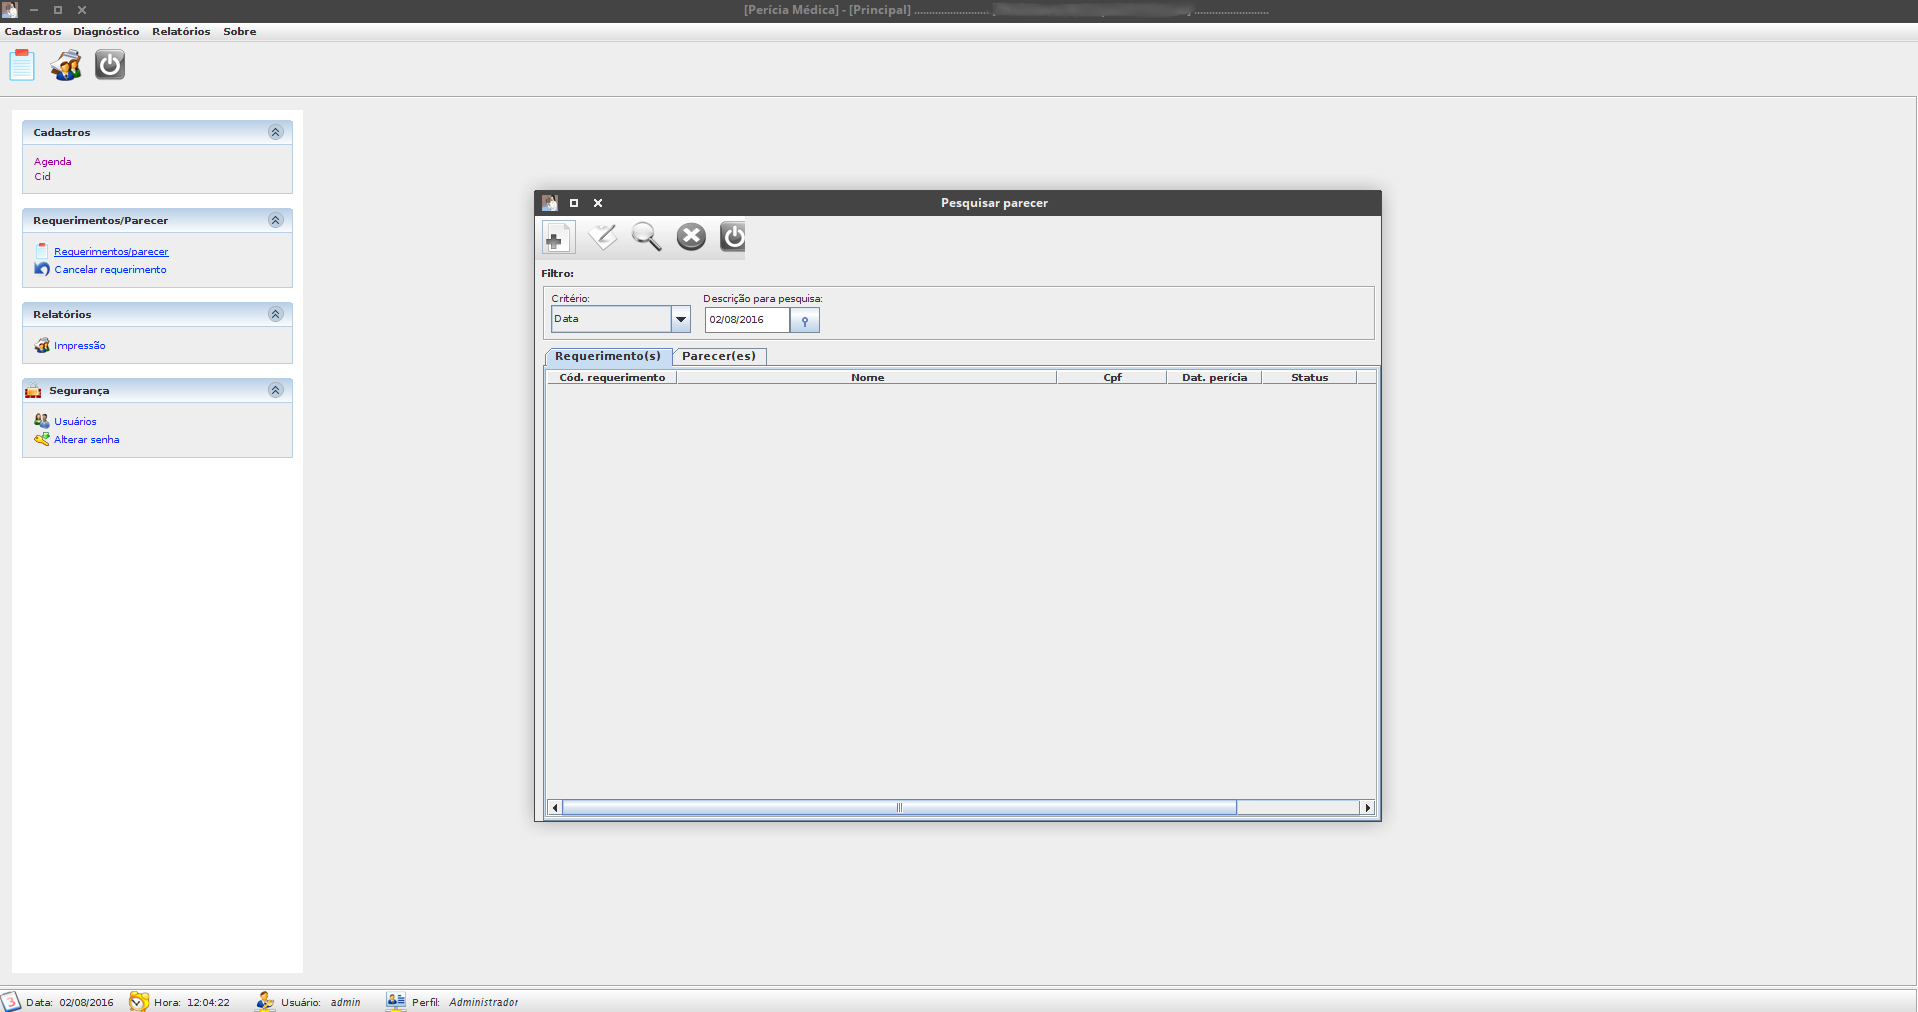 [Perícia Médica] - [Principal]
Cadastros Diagnóstico Relatórios Sobre
Cadastros
Agenda
Cid
Requerimentos/Parecer
Requerimentos/parecer
Cancelar requerimento
Relatórios
Impressão
Segurança
Usuários
Alterar senha
Pesquisar parecer
Filtro:
Critério: Descrição para pesquisa:
Data 02/08/2016
Requerimento(s) Parecer(es)
Cód. requerimento Nome Cpf Dat. perícia Status
3 Data: 02/08/2016 Hora: 12:04:22 Usuário: admin Perfil: Administrador